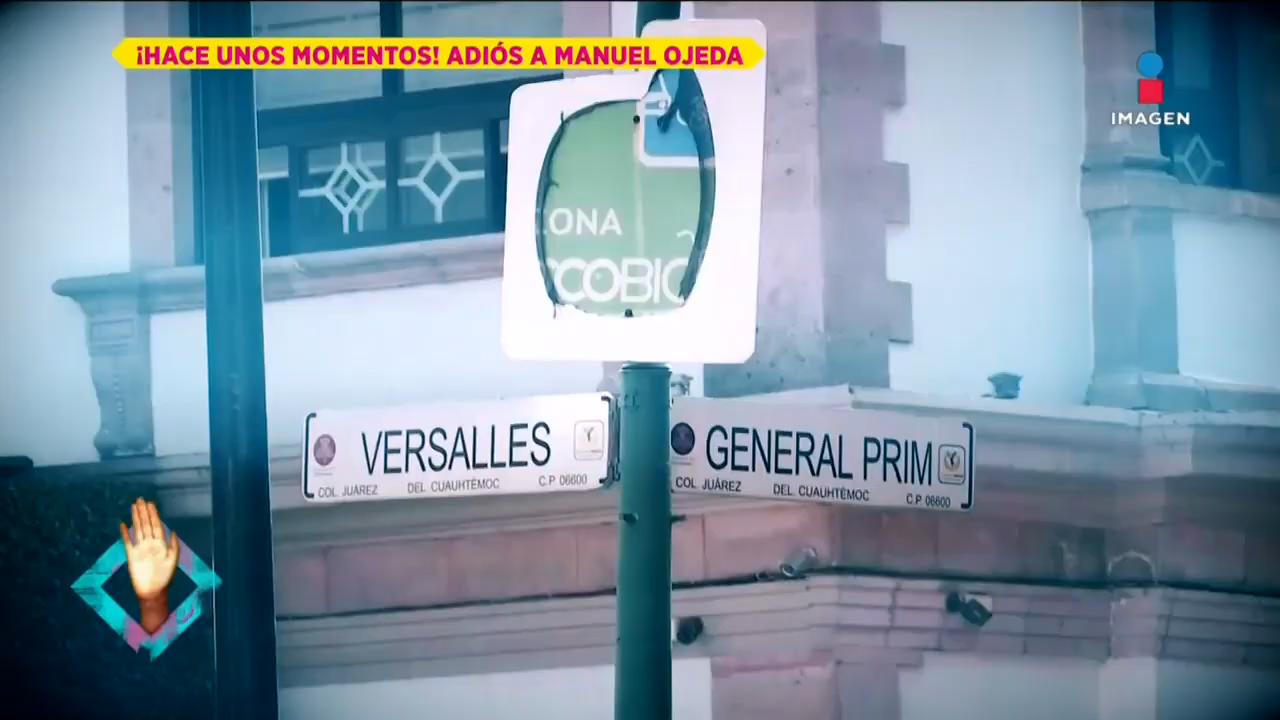 ¡HACE UNOS MOMENTOS! ADIÓS A MANUEL OJEDA
IMAGEN
VERSALLES
COL. JUÁREZ DEL. CUAUHTÉMOC C.P. 06600
GENERAL PRIM
COL. JUÁREZ DEL. CUAUHTÉMOC C.P. 06600